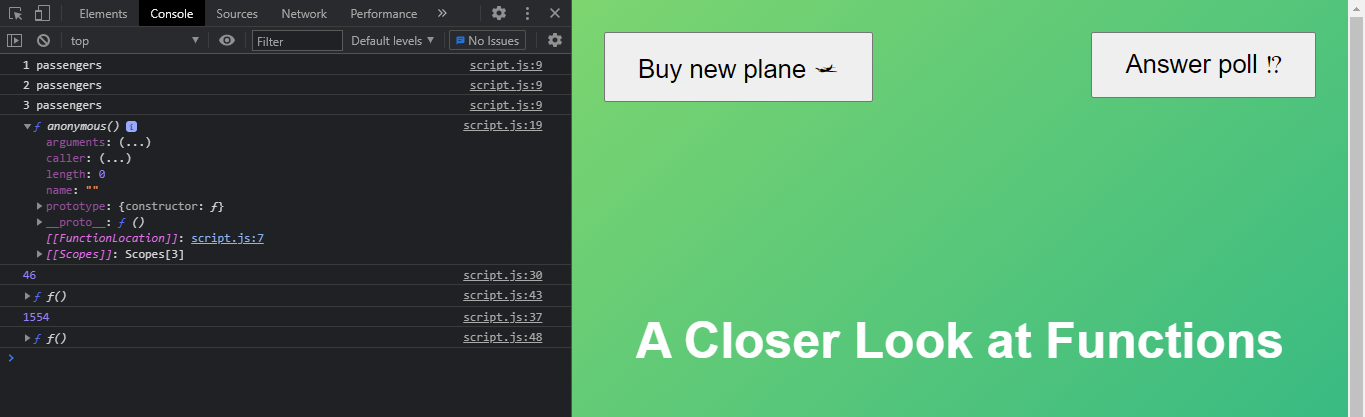 Elements Console Sources Network Performance »
top Filter Default levels No Issues
1 passengers script.js:9
2 passengers script.js:9
3 passengers script.js:9
ƒ anonymous() i script.js:19
arguments: (...)
caller: (...)
length: 0
name: ""
prototype: {constructor: ƒ}
__proto__: ƒ ()
[[FunctionLocation]]: script.js:7
[[Scopes]]: Scopes[3]
46 script.js:30
ƒ ƒ() script.js:43
1554 script.js:37
ƒ ƒ() script.js:48
Buy new plane 🛩
Answer poll ⁉
A Closer Look at Functions